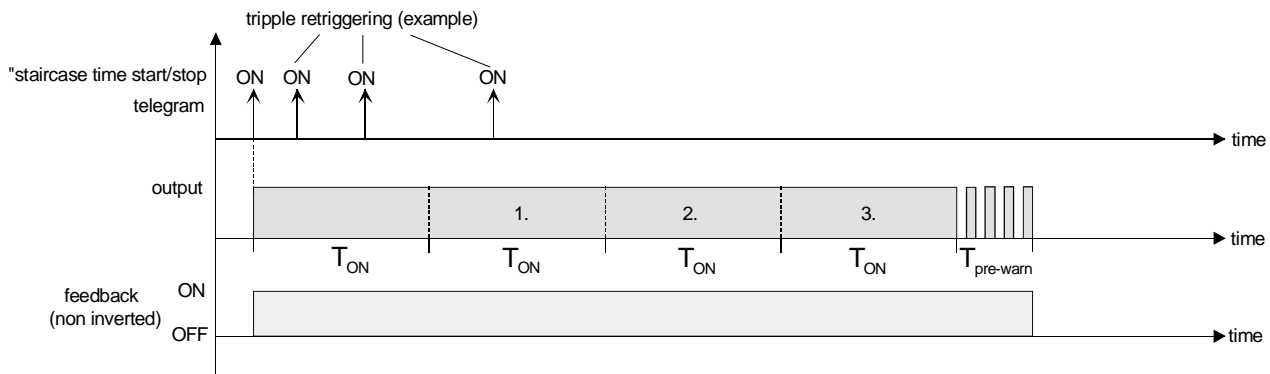 tripple retriggering (example)
"staircase time start/stop
telegram
ON ON ON ON
time
output
1. 2. 3.
time
TON TON TON TON Tpre-warn
feedback
(non inverted)
ON
OFF
time